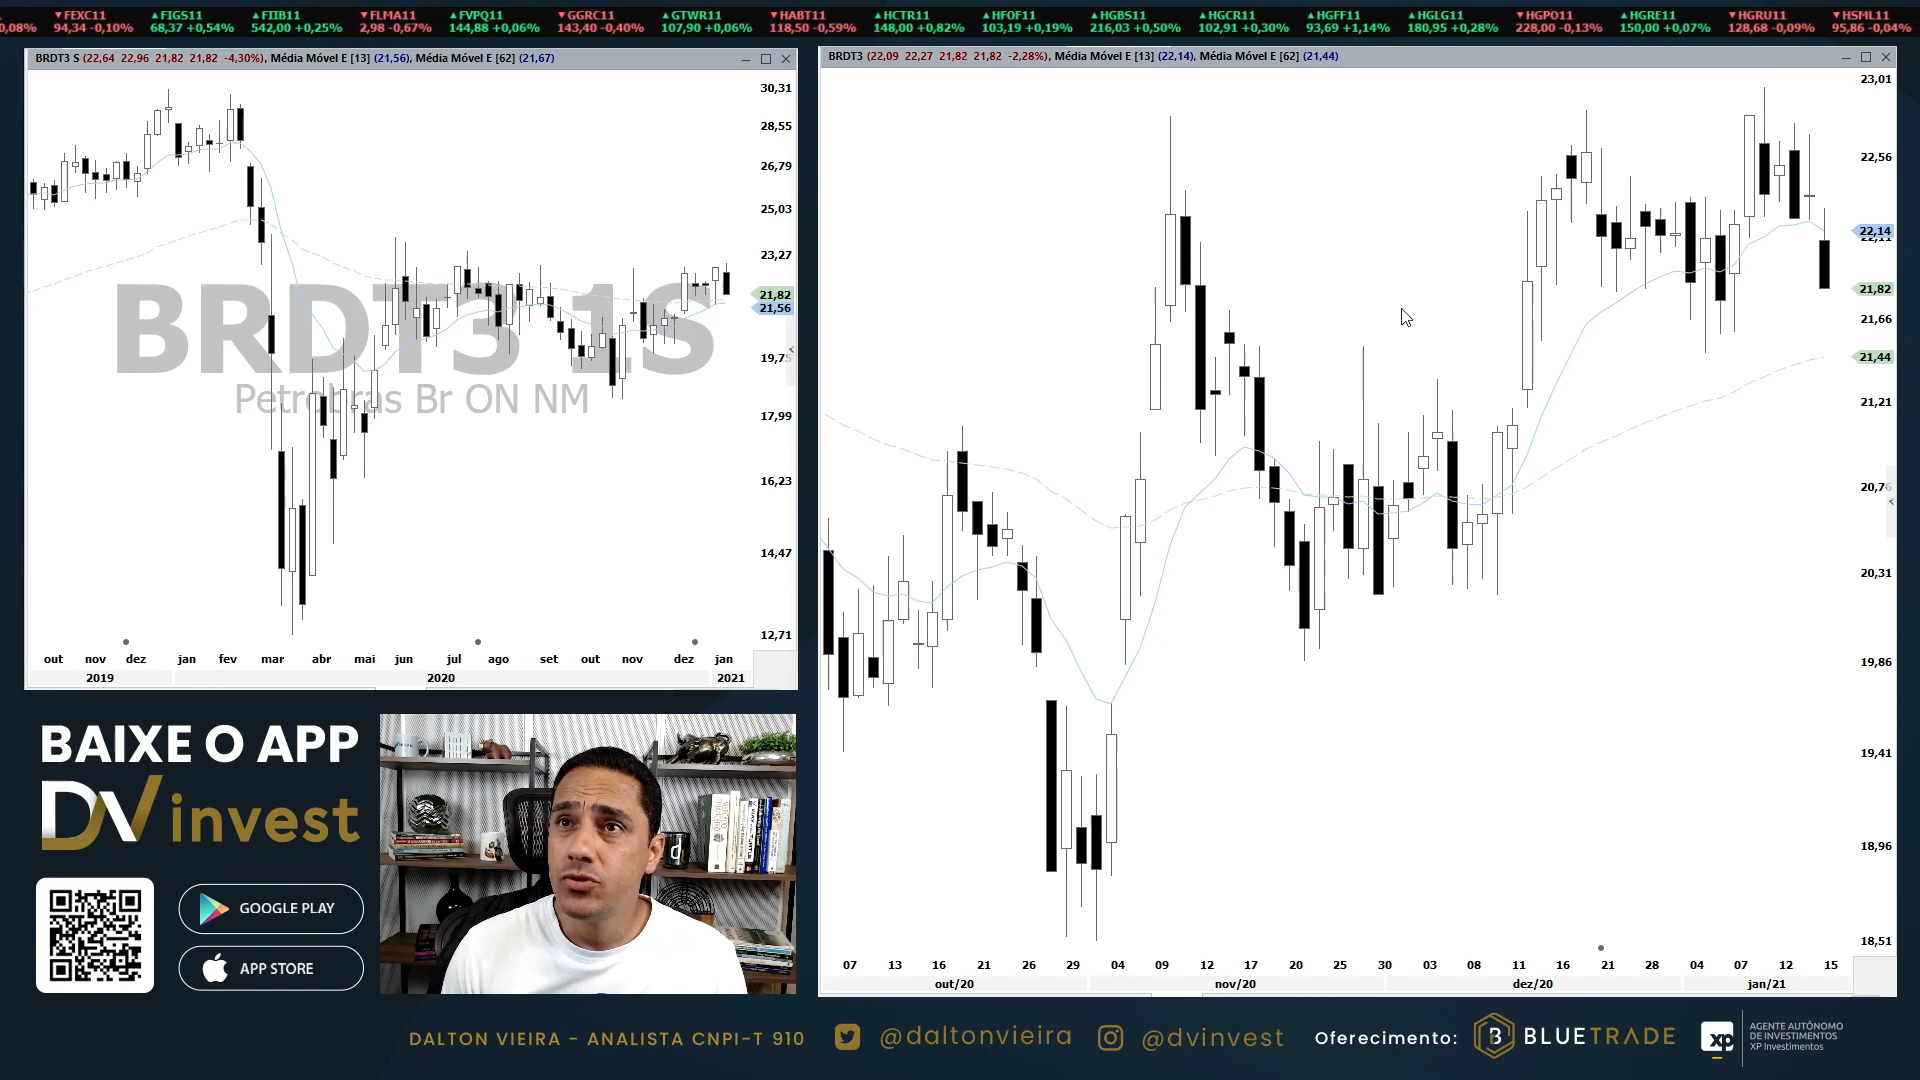 ▼FEXC11 ▲FIGS11 ▲FIIB11 ▼FLMA11 ▲FVPQ11 ▼GGRC11 ▲GTWR11 ▼HABT11 ▲HCTR11 ▲HFOF11 ▲HGBS11 ▲HGCR11 ▲HGFF11 ▲HGLG11 ▼HGPO11 ▲HGRE11 ▼HGRU11 ▼HSML11
0,08% 94,34 -0,10% 68,37 +0,54% 542,00 +0,25% 2,98 -0,67% 144,88 +0,06% 143,40 -0,40% 107,90 +0,06% 118,50 -0,59% 148,00 +0,82% 103,19 +0,19% 216,03 +0,50% 102,91 +0,30% 93,69 +1,14% 180,95 +0,28% 228,00 -0,13% 150,00 +0,07% 128,68 -0,09% 95,86 -0,04%
BRDT3 S (22,64 22,96 21,82 21,82 -4,30%), Média Móvel E [13] (21,56), Média Móvel E [62] (21,67)
30,31
28,55
26,79
25,03
23,27
21,82
21,56
19,75
17,99
16,23
14,47
12,71
BRDT3 1S
Petrobras Br ON NM
out nov dez jan fev mar abr mai jun jul ago set out nov dez jan
2019 2020 2021
BRDT3 (22,09 22,27 21,82 21,82 -2,28%), Média Móvel E [13] (22,14), Média Móvel E [62] (21,44)
23,01
22,56
22,14
22,11
21,82
21,66
21,44
21,21
20,76
20,31
19,86
19,41
18,96
18,51
07 13 16 21 26 29 04 09 12 17 20 25 30 03 08 11 16 21 28 04 07 12 15
out/20 nov/20 dez/20 jan/21
BAIXE O APP
DV invest
GOOGLE PLAY
APP STORE
DALTON VIEIRA - ANALISTA CNPI-T 910
@daltonvieira
@dvinvest
Oferecimento:
BLUETRADE
xp
AGENTE AUTÔNOMO
DE INVESTIMENTOS
XP Investimentos